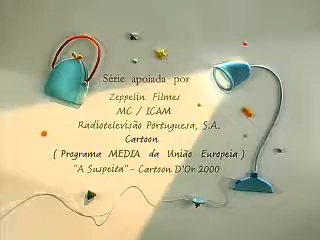 Série apoiada por
Zeppelin Filmes
MC / ICAM
Radiotelevisão Portuguesa, S.A.
Cartoon
( Programa MEDIA da União Europeia )
"A Suspeita" - Cartoon D'Or 2000